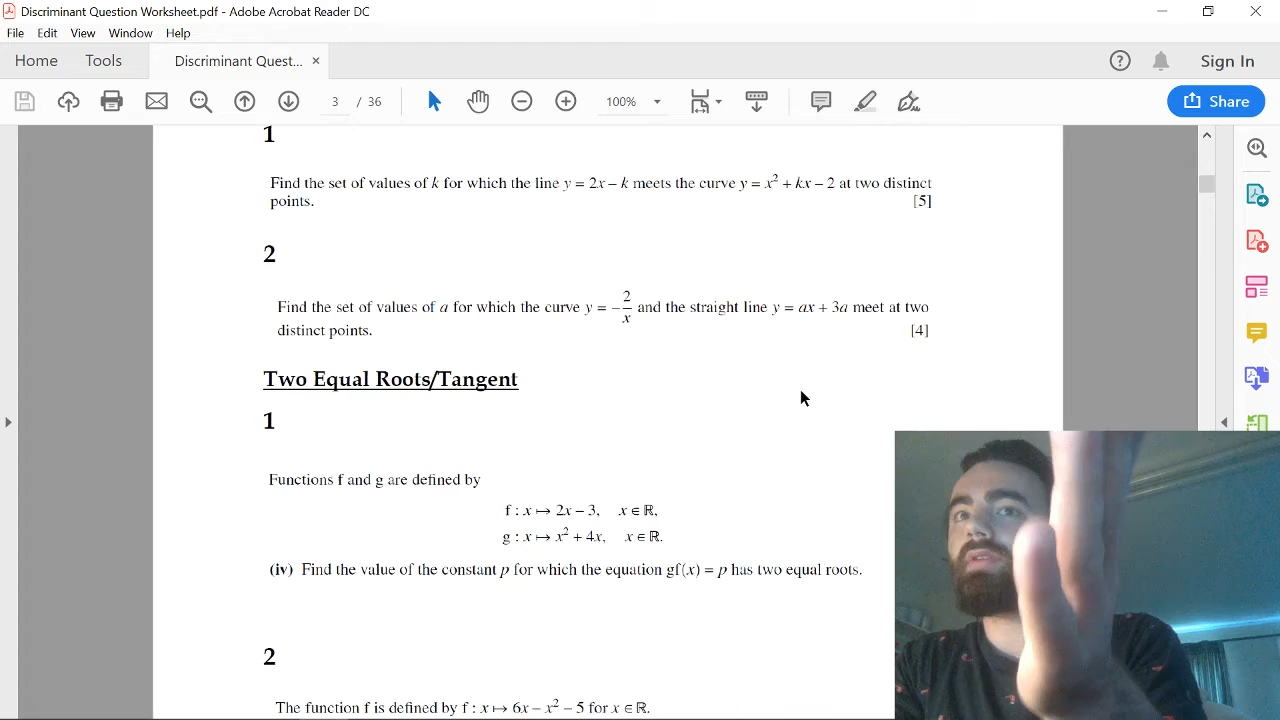 Discriminant Question Worksheet.pdf - Adobe Acrobat Reader DC
File Edit View Window Help
Home Tools Discriminant Quest... × Sign In
3 / 36 100% Share
1
Find the set of values of k for which the line y = 2x − k meets the curve y = x² + kx − 2 at two distinct
points. [5]
2
Find the set of values of a for which the curve y = −2/x and the straight line y = ax + 3a meet at two
distinct points. [4]
Two Equal Roots/Tangent
1
Functions f and g are defined by
f : x ↦ 2x − 3, x ∈ ℝ,
g : x ↦ x² + 4x, x ∈ ℝ.
(iv) Find the value of the constant p for which the equation gf(x) = p has two equal roots.
2
The function f is defined by f : x ↦ 6x − x² − 5 for x ∈ ℝ.